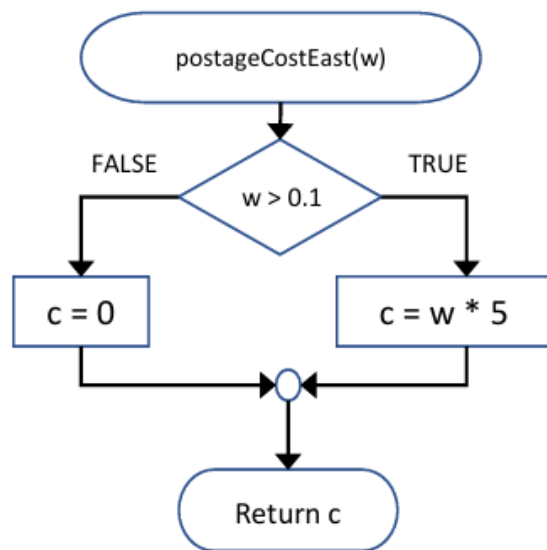 postageCostEast(w)
FALSE
TRUE
w > 0.1
c = 0
c = w * 5
Return c